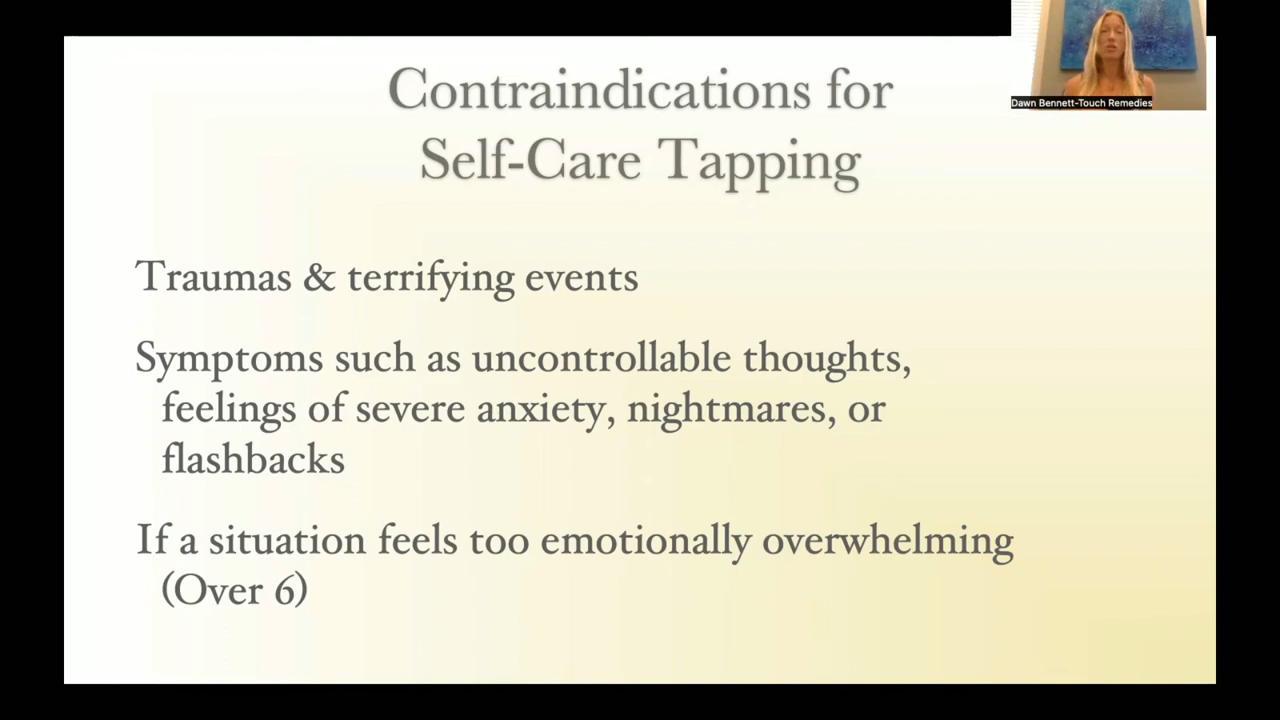 Contraindications for
Self-Care Tapping
Dawn Bennett-Touch Remedies
Traumas & terrifying events
Symptoms such as uncontrollable thoughts,
feelings of severe anxiety, nightmares, or
flashbacks
If a situation feels too emotionally overwhelming
(Over 6)